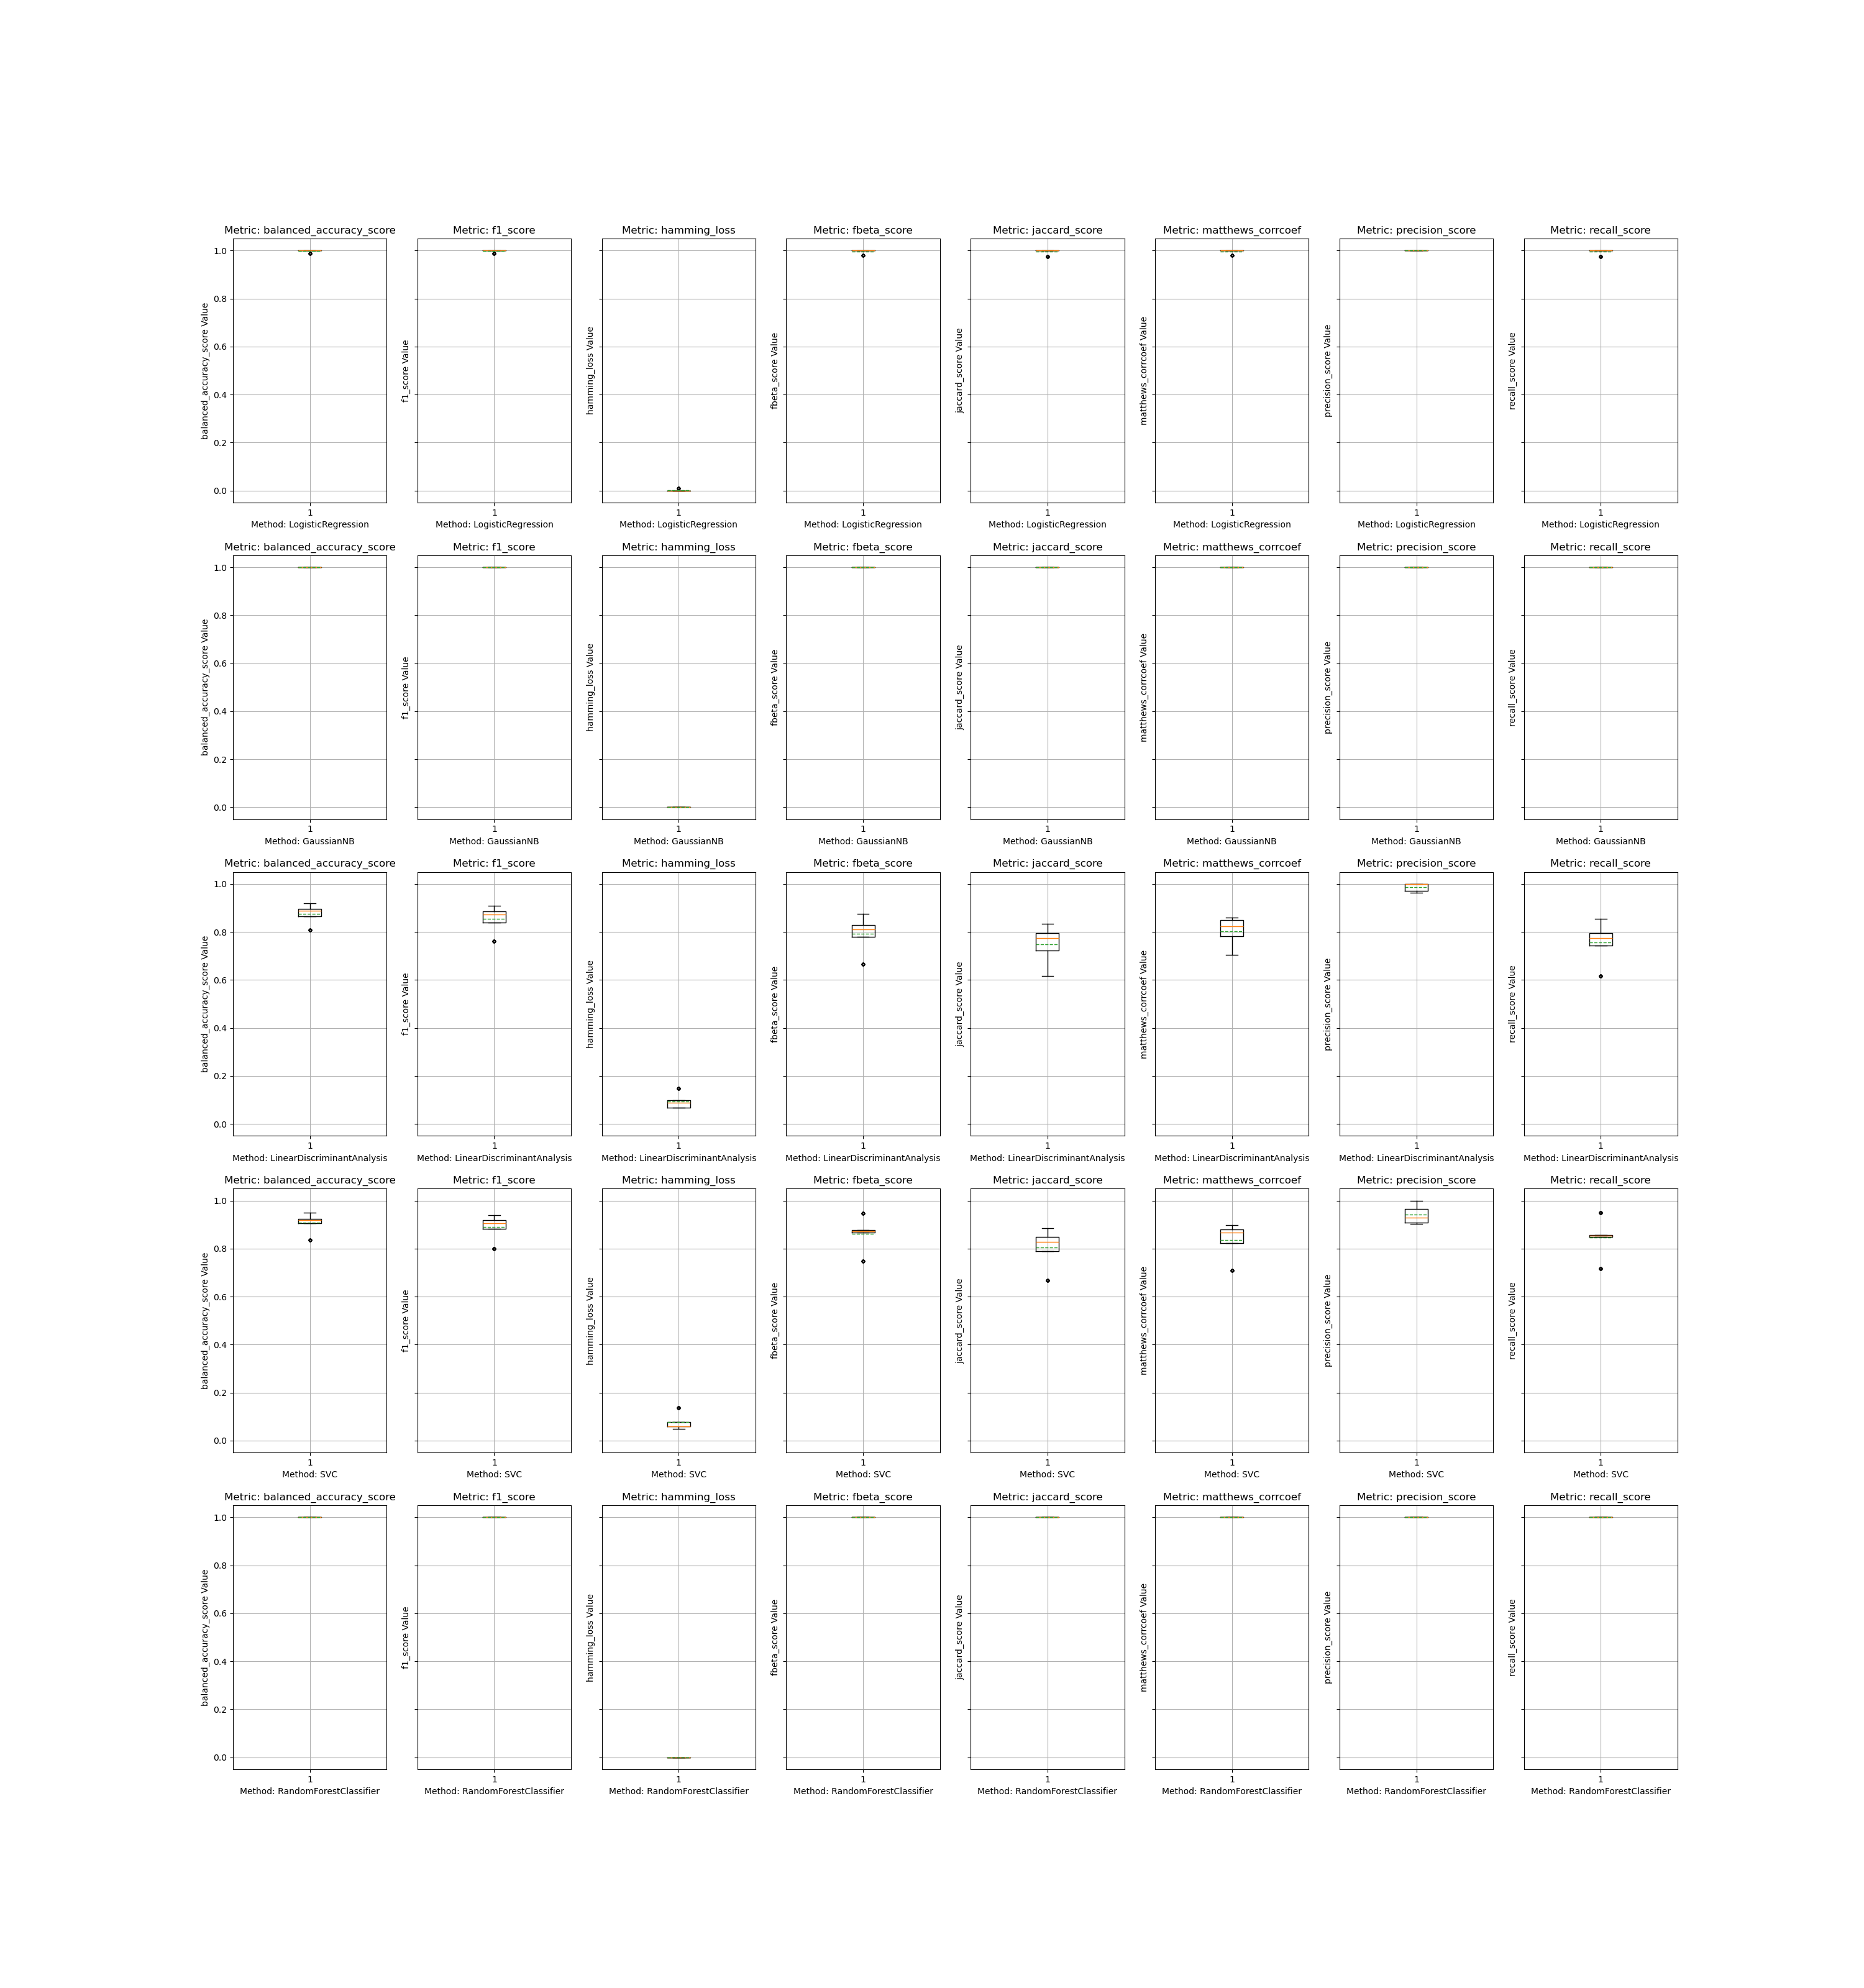 Metric: balanced_accuracy_score Metric: f1_score Metric: hamming_loss Metric: fbeta_score Metric: jaccard_score Metric: matthews_corrcoef Metric: precision_score Metric: recall_score
balanced_accuracy_score Value
f1_score Value
hamming_loss Value
fbeta_score Value
jaccard_score Value
matthews_corrcoef Value
precision_score Value
recall_score Value
1.0
0.8
0.6
0.4
0.2
0.0
1 1 1 1 1 1 1 1
Method: LogisticRegression Method: LogisticRegression Method: LogisticRegression Method: LogisticRegression Method: LogisticRegression Method: LogisticRegression Method: LogisticRegression Method: LogisticRegression
Metric: balanced_accuracy_score Metric: f1_score Metric: hamming_loss Metric: fbeta_score Metric: jaccard_score Metric: matthews_corrcoef Metric: precision_score Metric: recall_score
balanced_accuracy_score Value
f1_score Value
hamming_loss Value
fbeta_score Value
jaccard_score Value
matthews_corrcoef Value
precision_score Value
recall_score Value
1.0
0.8
0.6
0.4
0.2
0.0
1 1 1 1 1 1 1 1
Method: GaussianNB Method: GaussianNB Method: GaussianNB Method: GaussianNB Method: GaussianNB Method: GaussianNB Method: GaussianNB Method: GaussianNB
Metric: balanced_accuracy_score Metric: f1_score Metric: hamming_loss Metric: fbeta_score Metric: jaccard_score Metric: matthews_corrcoef Metric: precision_score Metric: recall_score
balanced_accuracy_score Value
f1_score Value
hamming_loss Value
fbeta_score Value
jaccard_score Value
matthews_corrcoef Value
precision_score Value
recall_score Value
1.0
0.8
0.6
0.4
0.2
0.0
1 1 1 1 1 1 1 1
Method: LinearDiscriminantAnalysis Method: LinearDiscriminantAnalysis Method: LinearDiscriminantAnalysis Method: LinearDiscriminantAnalysis Method: LinearDiscriminantAnalysis Method: LinearDiscriminantAnalysis Method: LinearDiscriminantAnalysis Method: LinearDiscriminantAnalysis
Metric: balanced_accuracy_score Metric: f1_score Metric: hamming_loss Metric: fbeta_score Metric: jaccard_score Metric: matthews_corrcoef Metric: precision_score Metric: recall_score
balanced_accuracy_score Value
f1_score Value
hamming_loss Value
fbeta_score Value
jaccard_score Value
matthews_corrcoef Value
precision_score Value
recall_score Value
1.0
0.8
0.6
0.4
0.2
0.0
1 1 1 1 1 1 1 1
Method: SVC Method: SVC Method: SVC Method: SVC Method: SVC Method: SVC Method: SVC Method: SVC
Metric: balanced_accuracy_score Metric: f1_score Metric: hamming_loss Metric: fbeta_score Metric: jaccard_score Metric: matthews_corrcoef Metric: precision_score Metric: recall_score
balanced_accuracy_score Value
f1_score Value
hamming_loss Value
fbeta_score Value
jaccard_score Value
matthews_corrcoef Value
precision_score Value
recall_score Value
1.0
0.8
0.6
0.4
0.2
0.0
1 1 1 1 1 1 1 1
Method: RandomForestClassifier Method: RandomForestClassifier Method: RandomForestClassifier Method: RandomForestClassifier Method: RandomForestClassifier Method: RandomForestClassifier Method: RandomForestClassifier Method: RandomForestClassifier